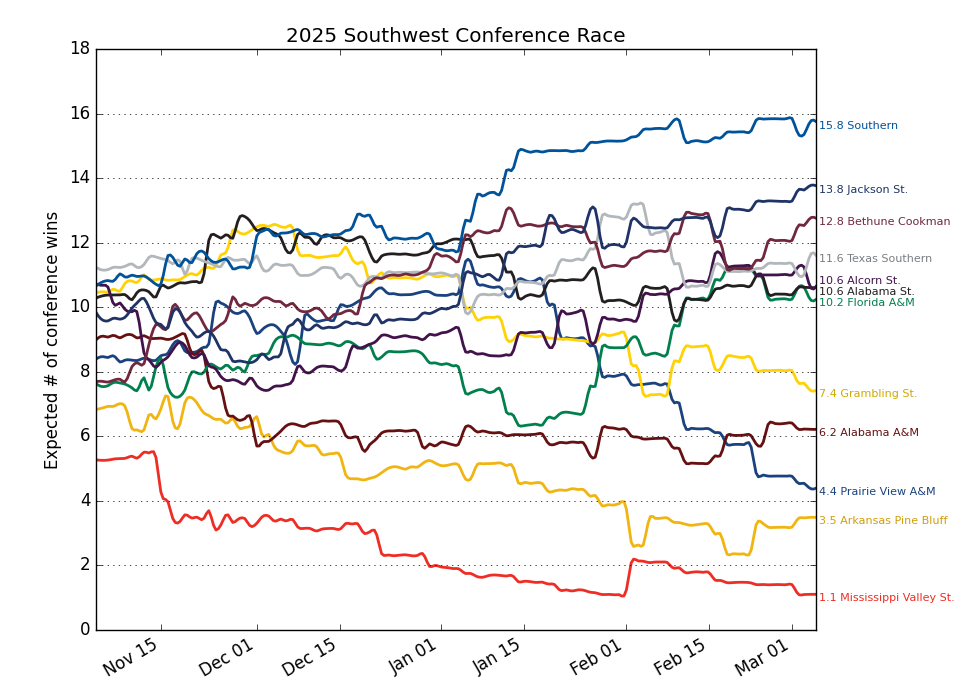 2025 Southwest Conference Race
Expected # of conference wins
18
16
14
12
10
8
6
4
2
0
Nov 15
Dec 01
Dec 15
Jan 01
Jan 15
Feb 01
Feb 15
Mar 01
15.8 Southern
13.8 Jackson St.
12.8 Bethune Cookman
11.6 Texas Southern
10.6 Alcorn St.
10.6 Alabama St.
10.2 Florida A&M
7.4 Grambling St.
6.2 Alabama A&M
4.4 Prairie View A&M
3.5 Arkansas Pine Bluff
1.1 Mississippi Valley St.